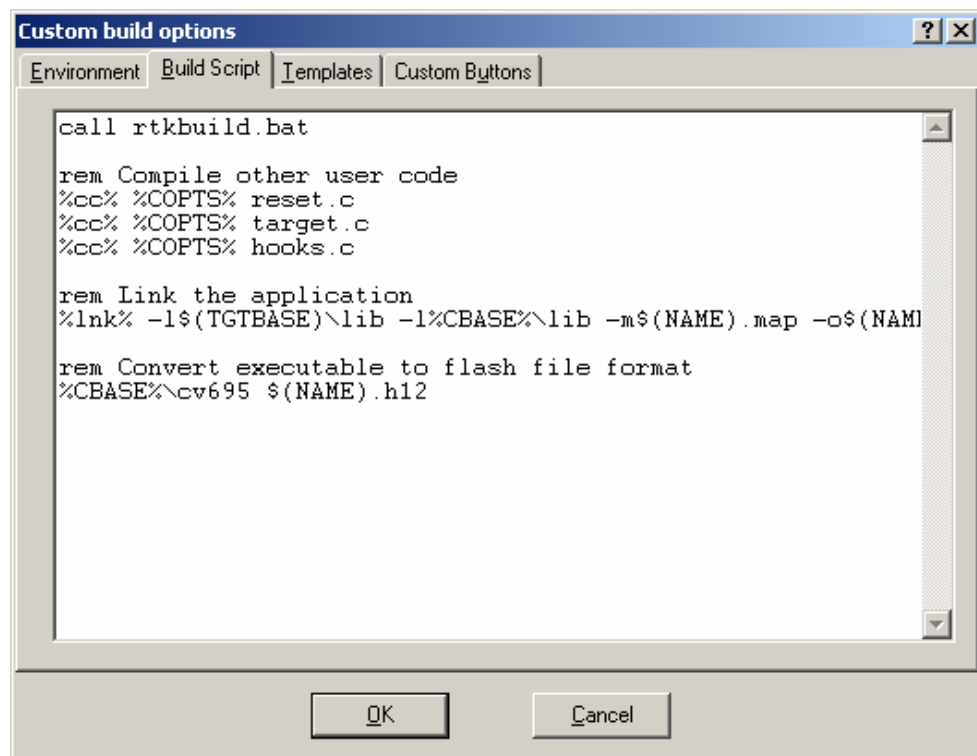 Custom build options
Environment Build Script Templates Custom Buttons
call rtkbuild.bat
rem Compile other user code
%cc% %COPTS% reset.c
%cc% %COPTS% target.c
%cc% %COPTS% hooks.c
rem Link the application
%lnk% -l$(TGTBASE)\lib -l%CBASE%\lib -m$(NAME).map -o$(NAM
rem Convert executable to flash file format
%CBASE%\cv695 $(NAME).h12
OK Cancel